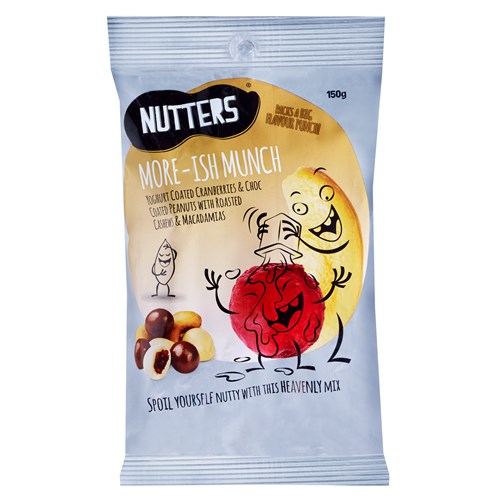 NUTTERS
®
150g
PACKS A BIG
FLAVOUR PUNCH!
MORE-ISH MUNCH
YOGHURT COATED CRANBERRIES & CHOC
COATED PEANUTS WITH ROASTED
CASHEWS & MACADAMIAS
SPOIL YOURSELF NUTTY WITH THIS HEAVENLY MIX